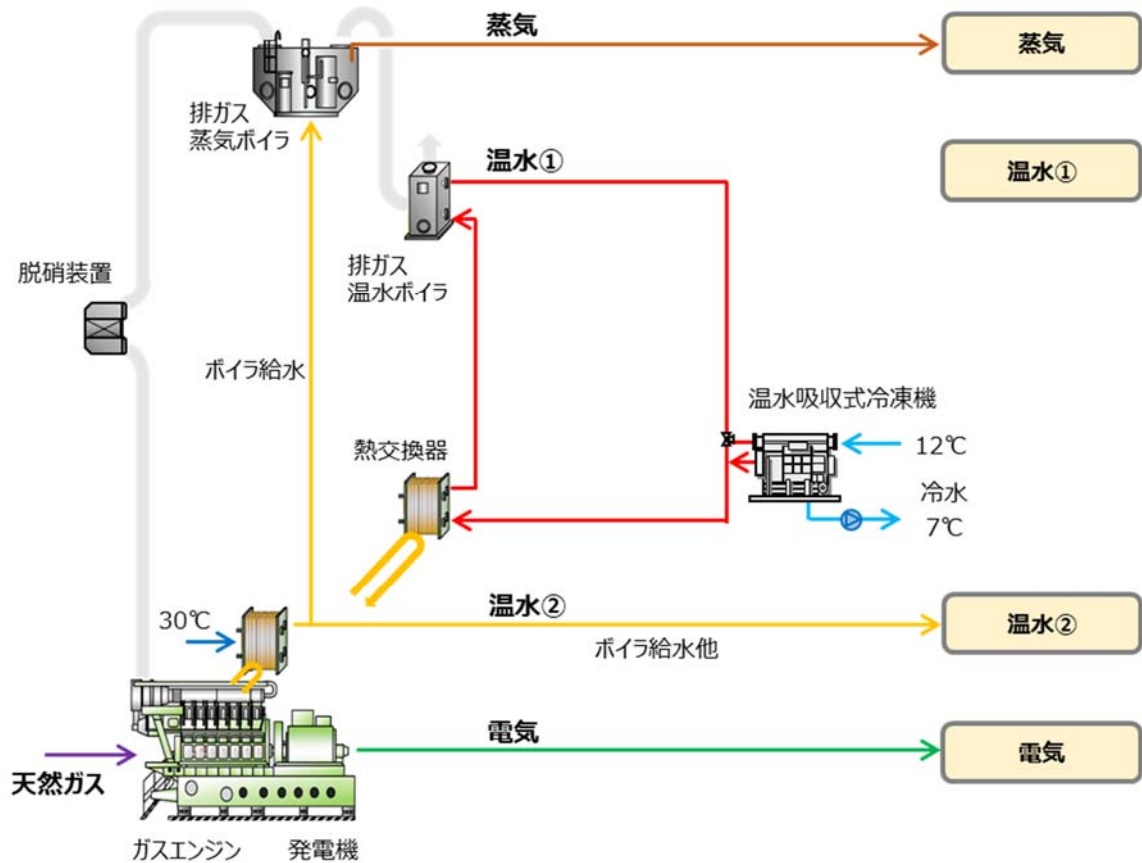 蒸気
蒸気
排ガス
蒸気ボイラ
温水①
温水①
排ガス
温水ボイラ
脱硝装置
ボイラ給水
温水吸収式冷凍機
12℃
熱交換器
冷水
7℃
30℃
温水②
温水②
ボイラ給水他
電気
電気
天然ガス
ガスエンジン
発電機